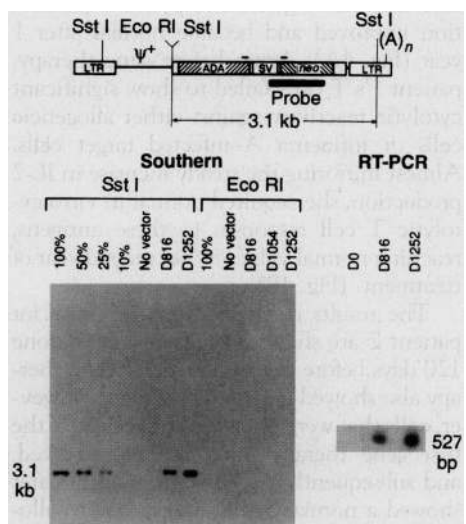 Sst I Eco RI Sst I Sst I
Ψ+ (A)n
LTR ADA SV neo LTR
Probe
3.1 kb
Southern RT-PCR
Sst I Eco RI
100% 50% 25% 10% No vector D816 D1252 100% No vector D816 D1054 D1252 D0 D816 D1252
527
bp
3.1
kb